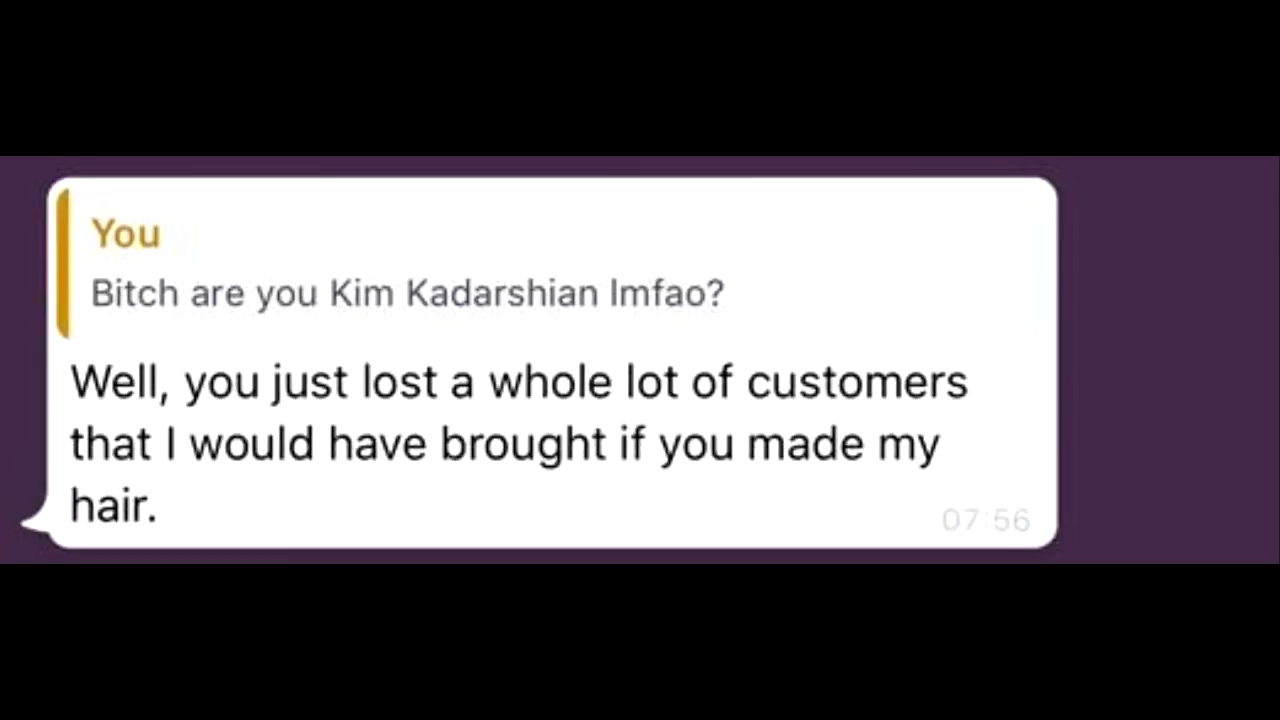 You
Bitch are you Kim Kadarshian lmfao?
Well, you just lost a whole lot of customers
that I would have brought if you made my
hair.
07:56